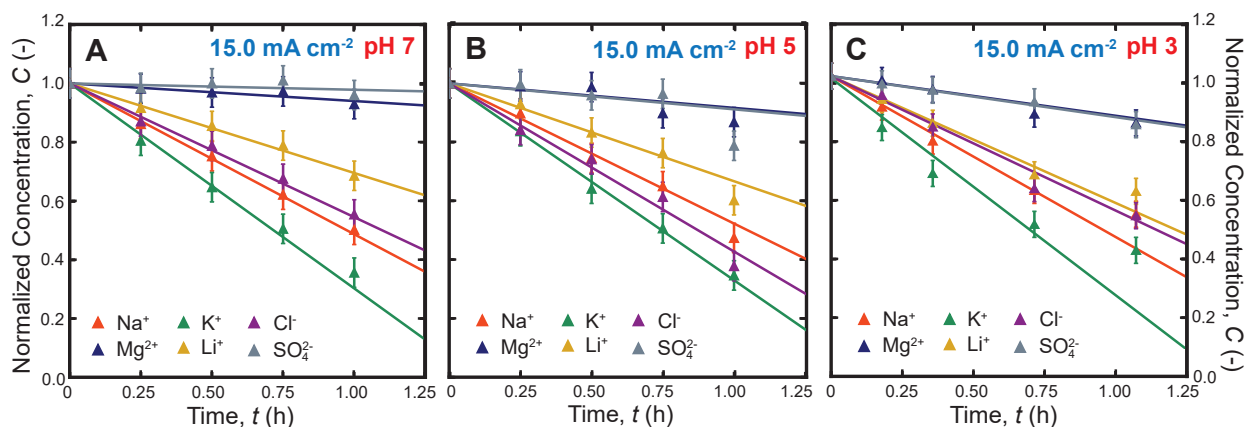 Normalized Concentration, C (-)
1.2
1.0
0.8
0.6
0.4
0.2
0.0
A
15.0 mA cm⁻² pH 7
Na⁺ K⁺ Cl⁻
Mg²⁺ Li⁺ SO₄²⁻
0.00 0.25 0.50 0.75 1.00 1.25
Time, t (h)
B
15.0 mA cm⁻² pH 5
Na⁺ K⁺ Cl⁻
Mg²⁺ Li⁺ SO₄²⁻
0.00 0.25 0.50 0.75 1.00 1.25
Time, t (h)
C
15.0 mA cm⁻² pH 3
Na⁺ K⁺ Cl⁻
Mg²⁺ Li⁺ SO₄²⁻
0.00 0.25 0.50 0.75 1.00 1.25
Time, t (h)
1.2
1.0
0.8
0.6
0.4
0.2
0.0
Normalized Concentration, C (-)